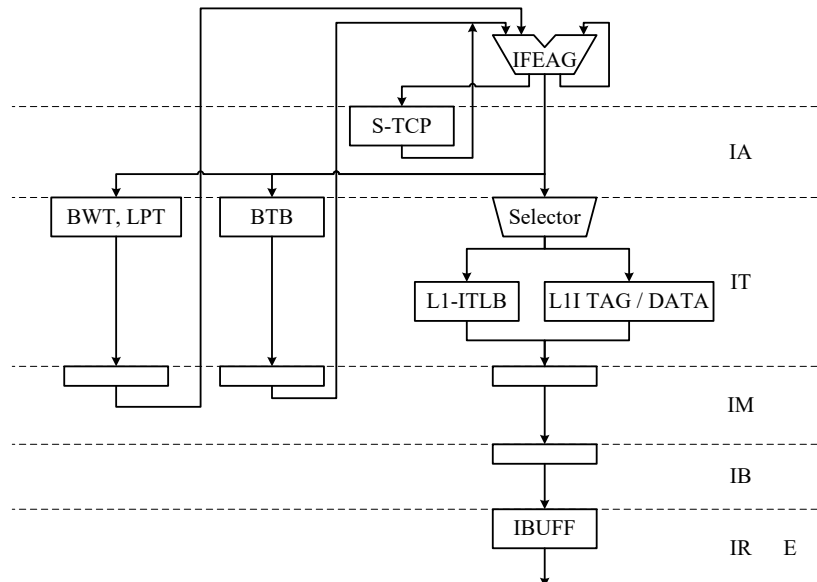 IFEAG
S-TCP
IA
BWT, LPT
BTB
Selector
IT
L1-ITLB
L1I TAG / DATA
IM
IB
IBUFF
IR E